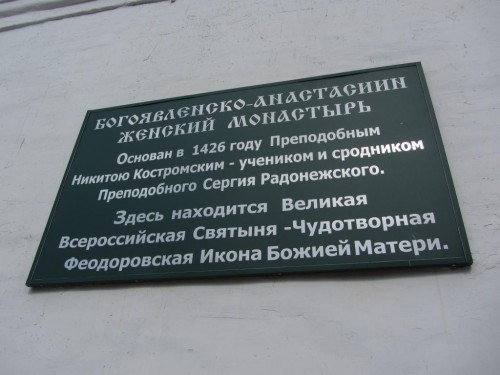 БОГОЯВЛЕНСКО-АНАСТАСИИН
ЖЕНСКИЙ МОНАСТЫРЬ
Основан в 1426 году Преподобным
Никитою Костромским - учеником и сродником
Преподобного Сергия Радонежского.
Здесь находится Великая
Всероссийская Святыня -Чудотворная
Феодоровская Икона Божией Матери.